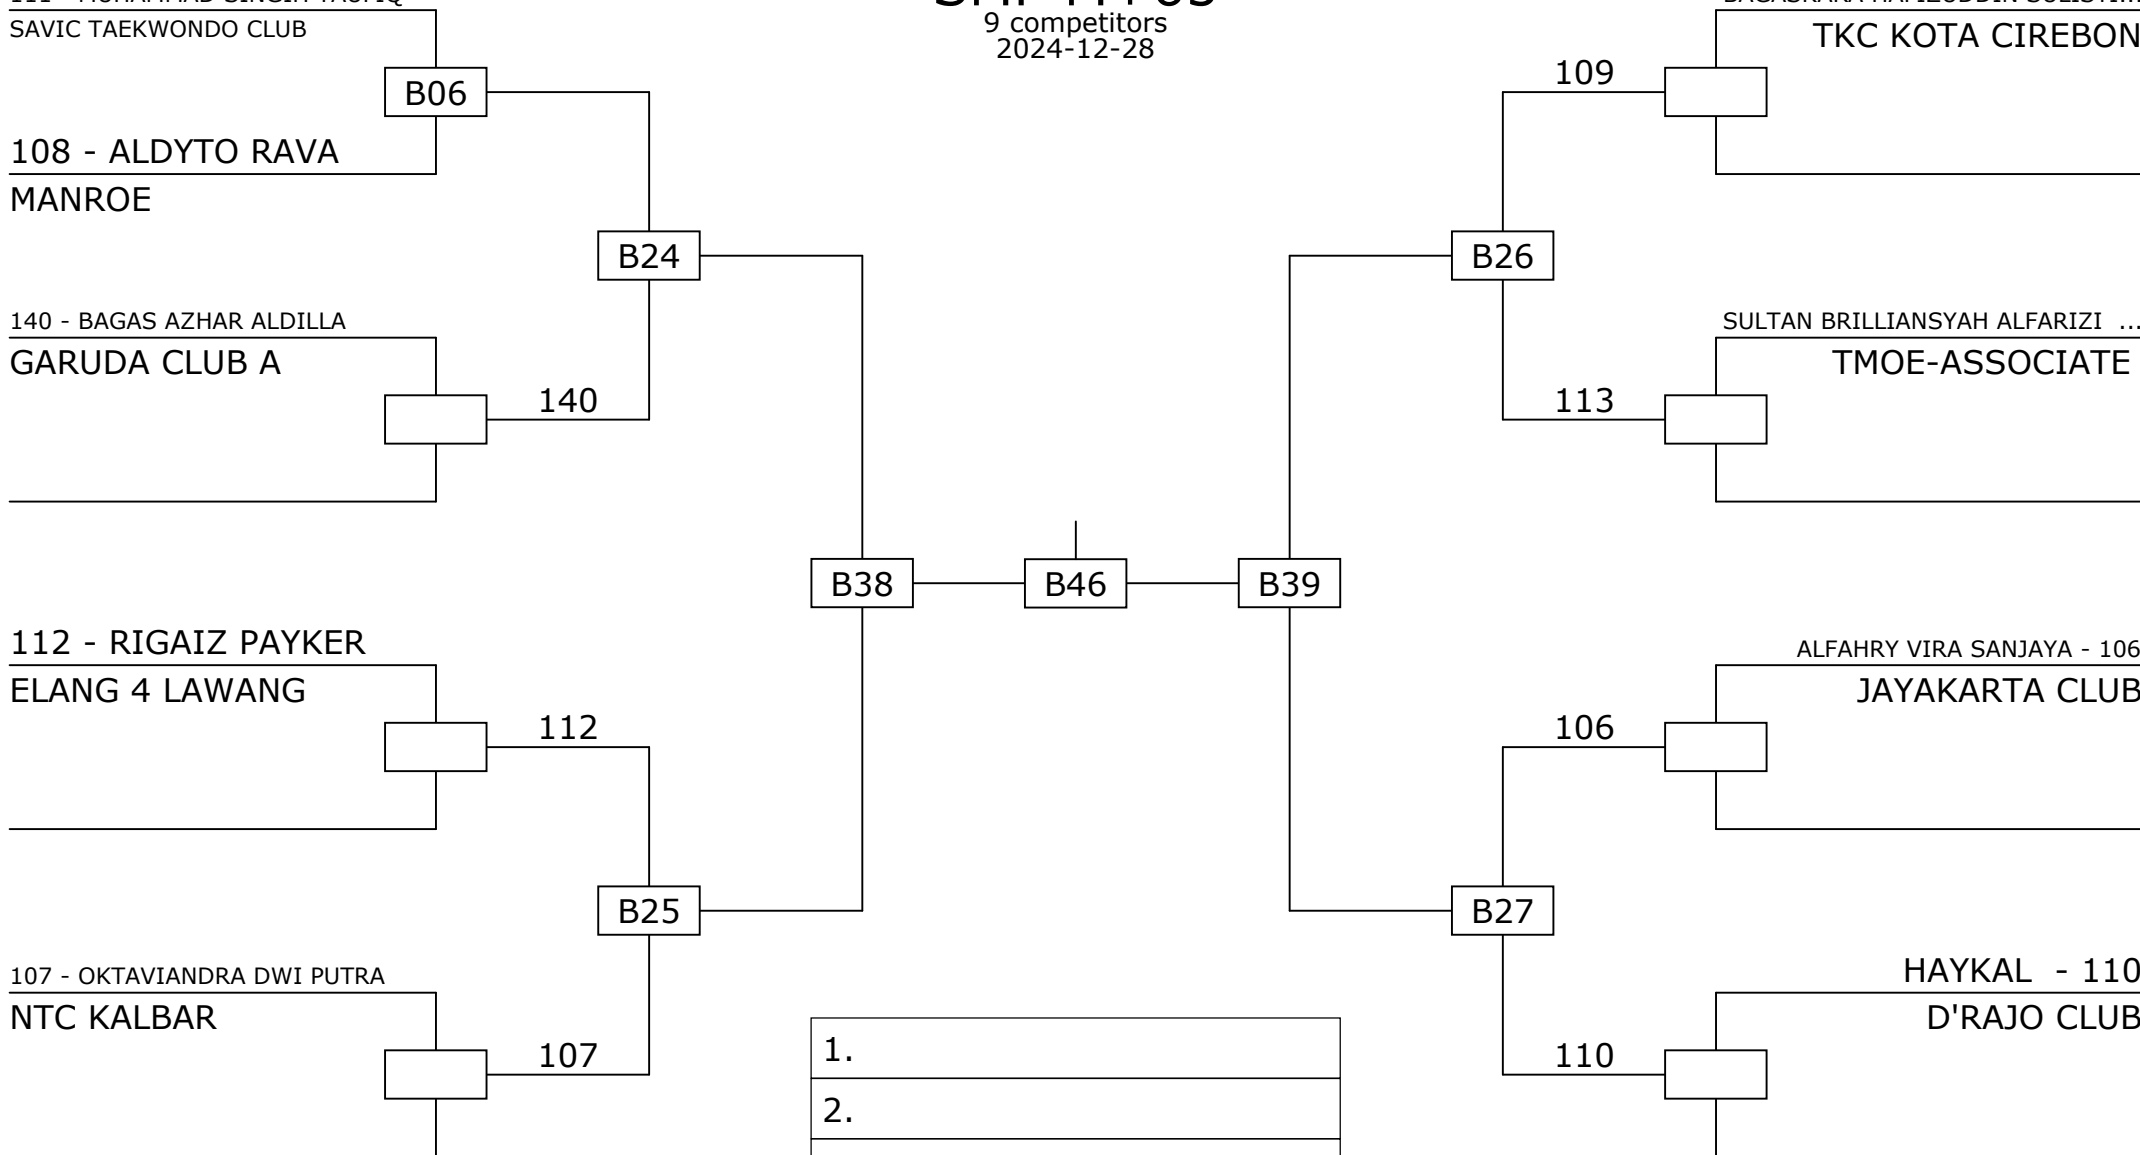 SAVIC TAEKWONDO CLUB
B06
108 - ALDYTO RAVA
MANROE
B24
140 - BAGAS AZHAR ALDILLA
GARUDA CLUB A
140
112 - RIGAIZ PAYKER
ELANG 4 LAWANG
112
B25
107 - OKTAVIANDRA DWI PUTRA
NTC KALBAR
107
9 competitors
2024-12-28
B38
B46
B39
1.
2.
TKC KOTA CIREBON
109
B26
SULTAN BRILLIANSYAH ALFARIZI ...
TMOE-ASSOCIATE
113
ALFAHRY VIRA SANJAYA - 106
JAYAKARTA CLUB
106
B27
HAYKAL - 110
D'RAJO CLUB
110